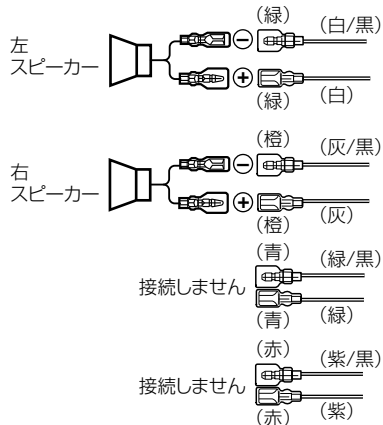 左
スピーカー
⊖
(緑)
(白/黒)
⊕
(緑)
(白)
右
スピーカー
⊖
(橙)
(灰/黒)
⊕
(橙)
(灰)
接続しません
(青)
(緑/黒)
(青)
(緑)
接続しません
(赤)
(紫/黒)
(赤)
(紫)